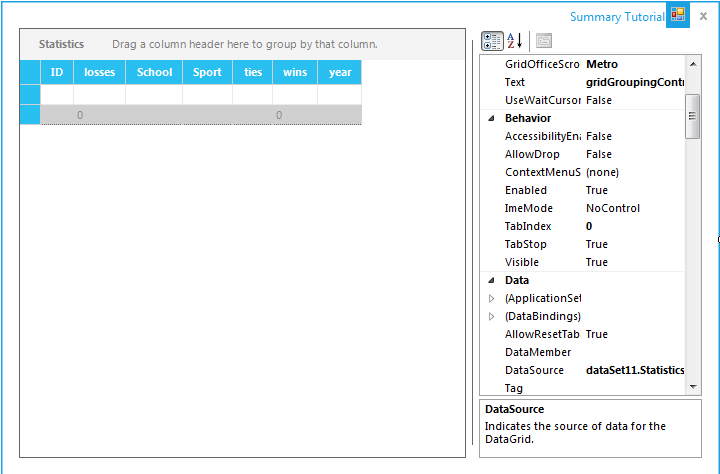 Summary Tutorial x
Statistics Drag a column header here to group by that column.
ID losses School Sport ties wins year
0 0
A
Z
GridOfficeScro Metro
Text gridGroupingContr
UseWaitCursor False
Behavior
AccessibilityEna False
AllowDrop False
ContextMenuS (none)
Enabled True
ImeMode NoControl
TabIndex 0
TabStop True
Visible True
Data
(ApplicationSet
(DataBindings)
AllowResetTab True
DataMember
DataSource dataSet11.Statistics
Tag
DataSource
Indicates the source of data for the
DataGrid.